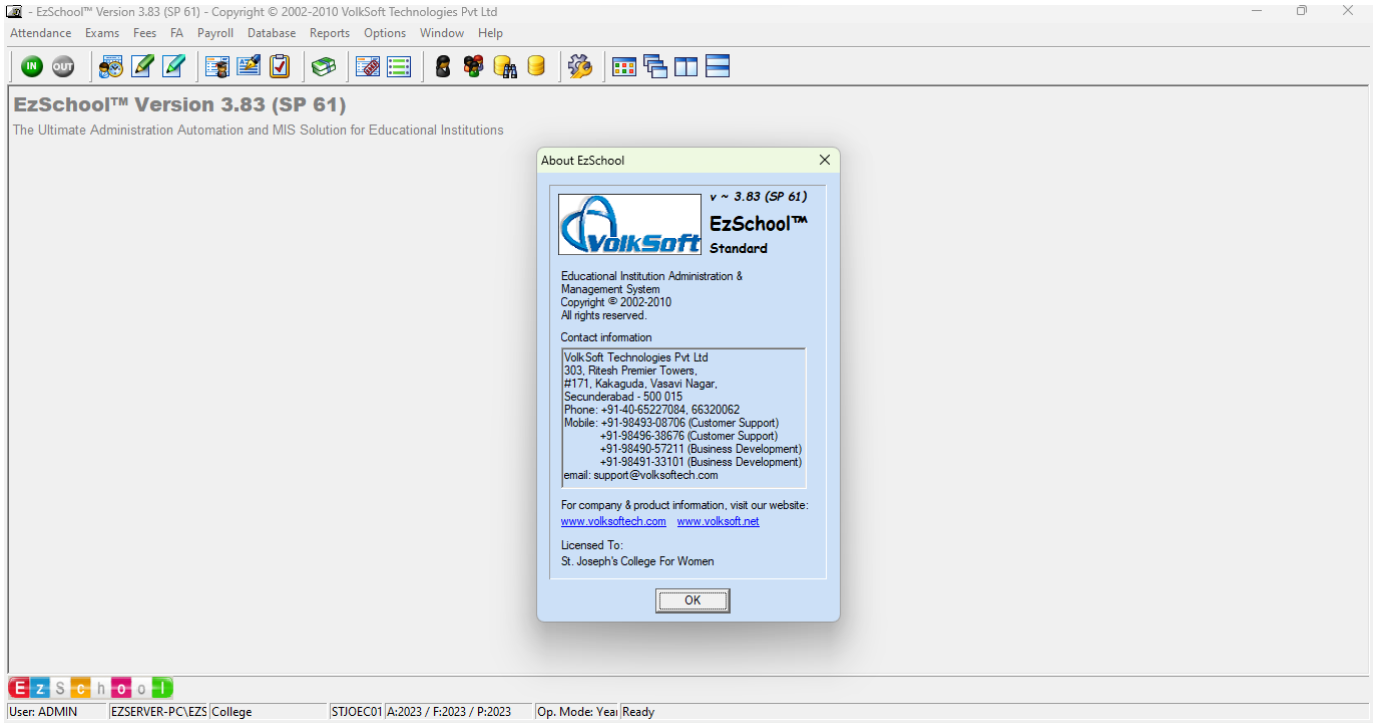 - EzSchool™ Version 3.83 (SP 61) - Copyright © 2002-2010 VolkSoft Technologies Pvt Ltd
Attendance Exams Fees FA Payroll Database Reports Options Window Help
IN OUT
EzSchool™ Version 3.83 (SP 61)
The Ultimate Administration Automation and MIS Solution for Educational Institutions
About EzSchool
VolkSoft
v ~ 3.83 (SP 61)
EzSchool™
Standard
Educational Institution Administration &
Management System
Copyright © 2002-2010
All rights reserved.
Contact information
VolkSoft Technologies Pvt Ltd
303, Ritesh Premier Towers,
#171, Kakaguda, Vasavi Nagar,
Secunderabad - 500 015
Phone: +91-40-65227084, 66320062
Mobile: +91-98493-08706 (Customer Support)
+91-98496-38676 (Customer Support)
+91-98490-57211 (Business Development)
+91-98491-33101 (Business Development)
email: support@volksoftech.com
For company & product information, visit our website:
www.volksoftech.com www.volksoft.net
Licensed To:
St. Joseph's College For Women
OK
EzSchool
User: ADMIN EZSERVER-PC\EZS College STJOEC01 A:2023 / F:2023 / P:2023 Op. Mode: Year Ready